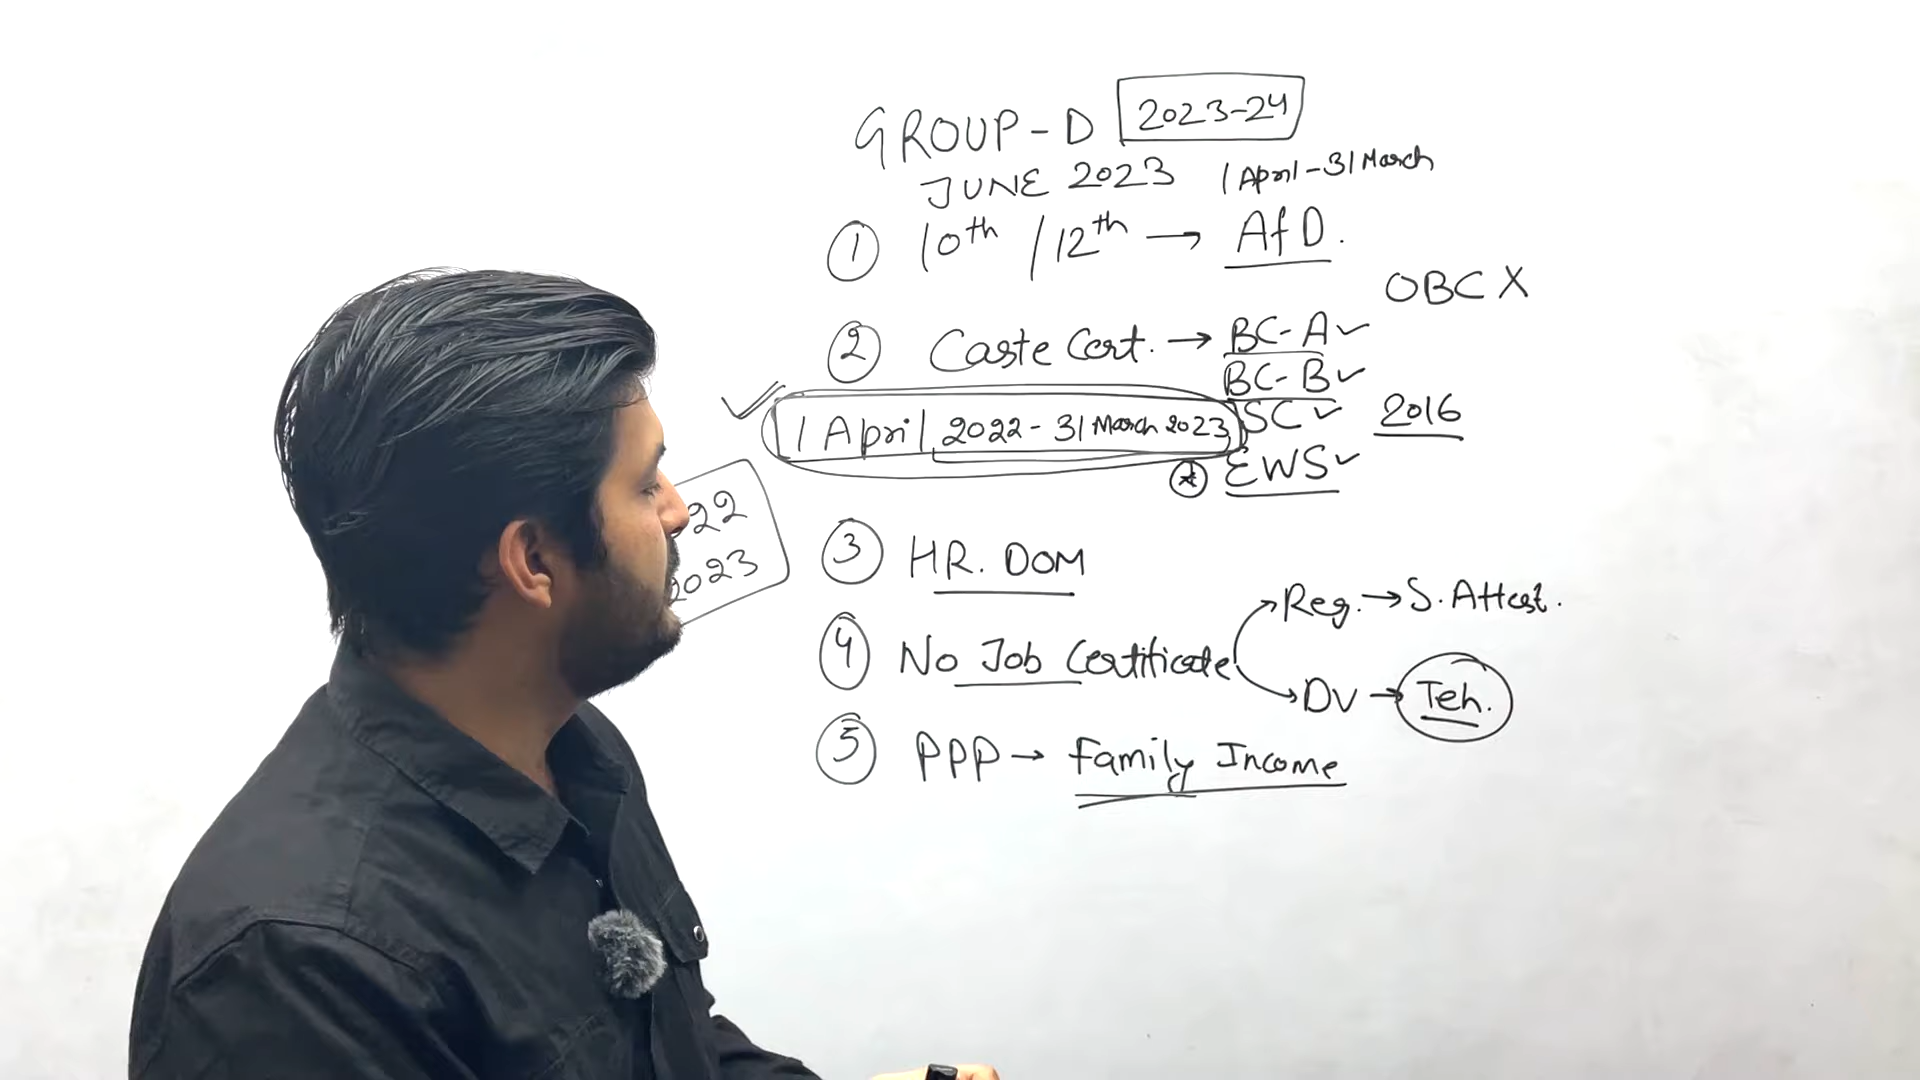 GROUP-D 2023-24
JUNE 2023 1 April - 31 March
1 10th / 12th → AfD.
OBC X
2 Caste Cert. → BC-A✓
BC-B✓
SC✓ 2016
1 April 2022 - 31 March 2023
EWS✓
22
2023
3 HR. DOM
4 No Job Certificate
Reg. → S. Attest.
DV → Teh.
5 PPP → Family Income